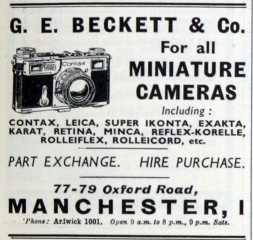 G. E. BECKETT & Co.
Contax
For all
MINIATURE
CAMERAS
Including :
CONTAX, LEICA, SUPER IKONTA, EXAKTA,
KARAT, RETINA, MINCA, REFLEX-KORELLE,
ROLLEIFLEX, ROLLEICORD, etc.
PART EXCHANGE. HIRE PURCHASE.
77-79 Oxford Road,
MANCHESTER, I
'Phone: Ardwick 1001. Open 9 a.m. to 8 p.m., 9 p.m. Sats.